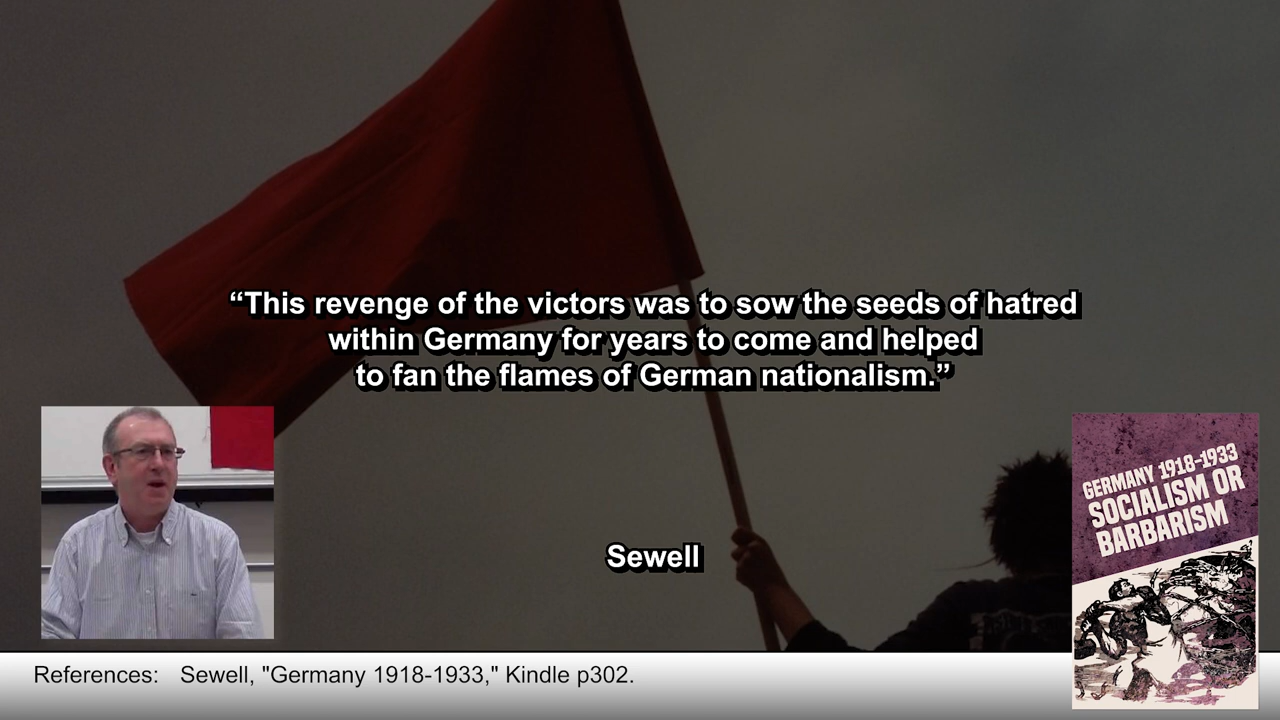 “This revenge of the victors was to sow the seeds of hatred
within Germany for years to come and helped
to fan the flames of German nationalism.”
Sewell
GERMANY 1918-1933
SOCIALISM OR
BARBARISM
References: Sewell, "Germany 1918-1933," Kindle p302.